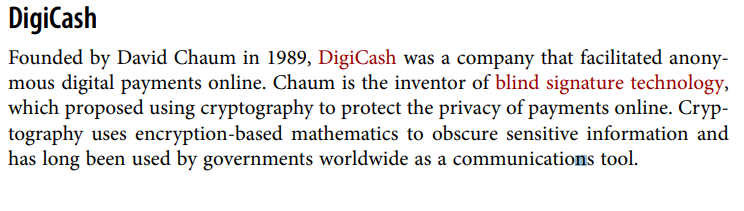 DigiCash
Founded by David Chaum in 1989, DigiCash was a company that facilitated anony-
mous digital payments online. Chaum is the inventor of blind signature technology,
which proposed using cryptography to protect the privacy of payments online. Cryp-
tography uses encryption-based mathematics to obscure sensitive information and
has long been used by governments worldwide as a communications tool.